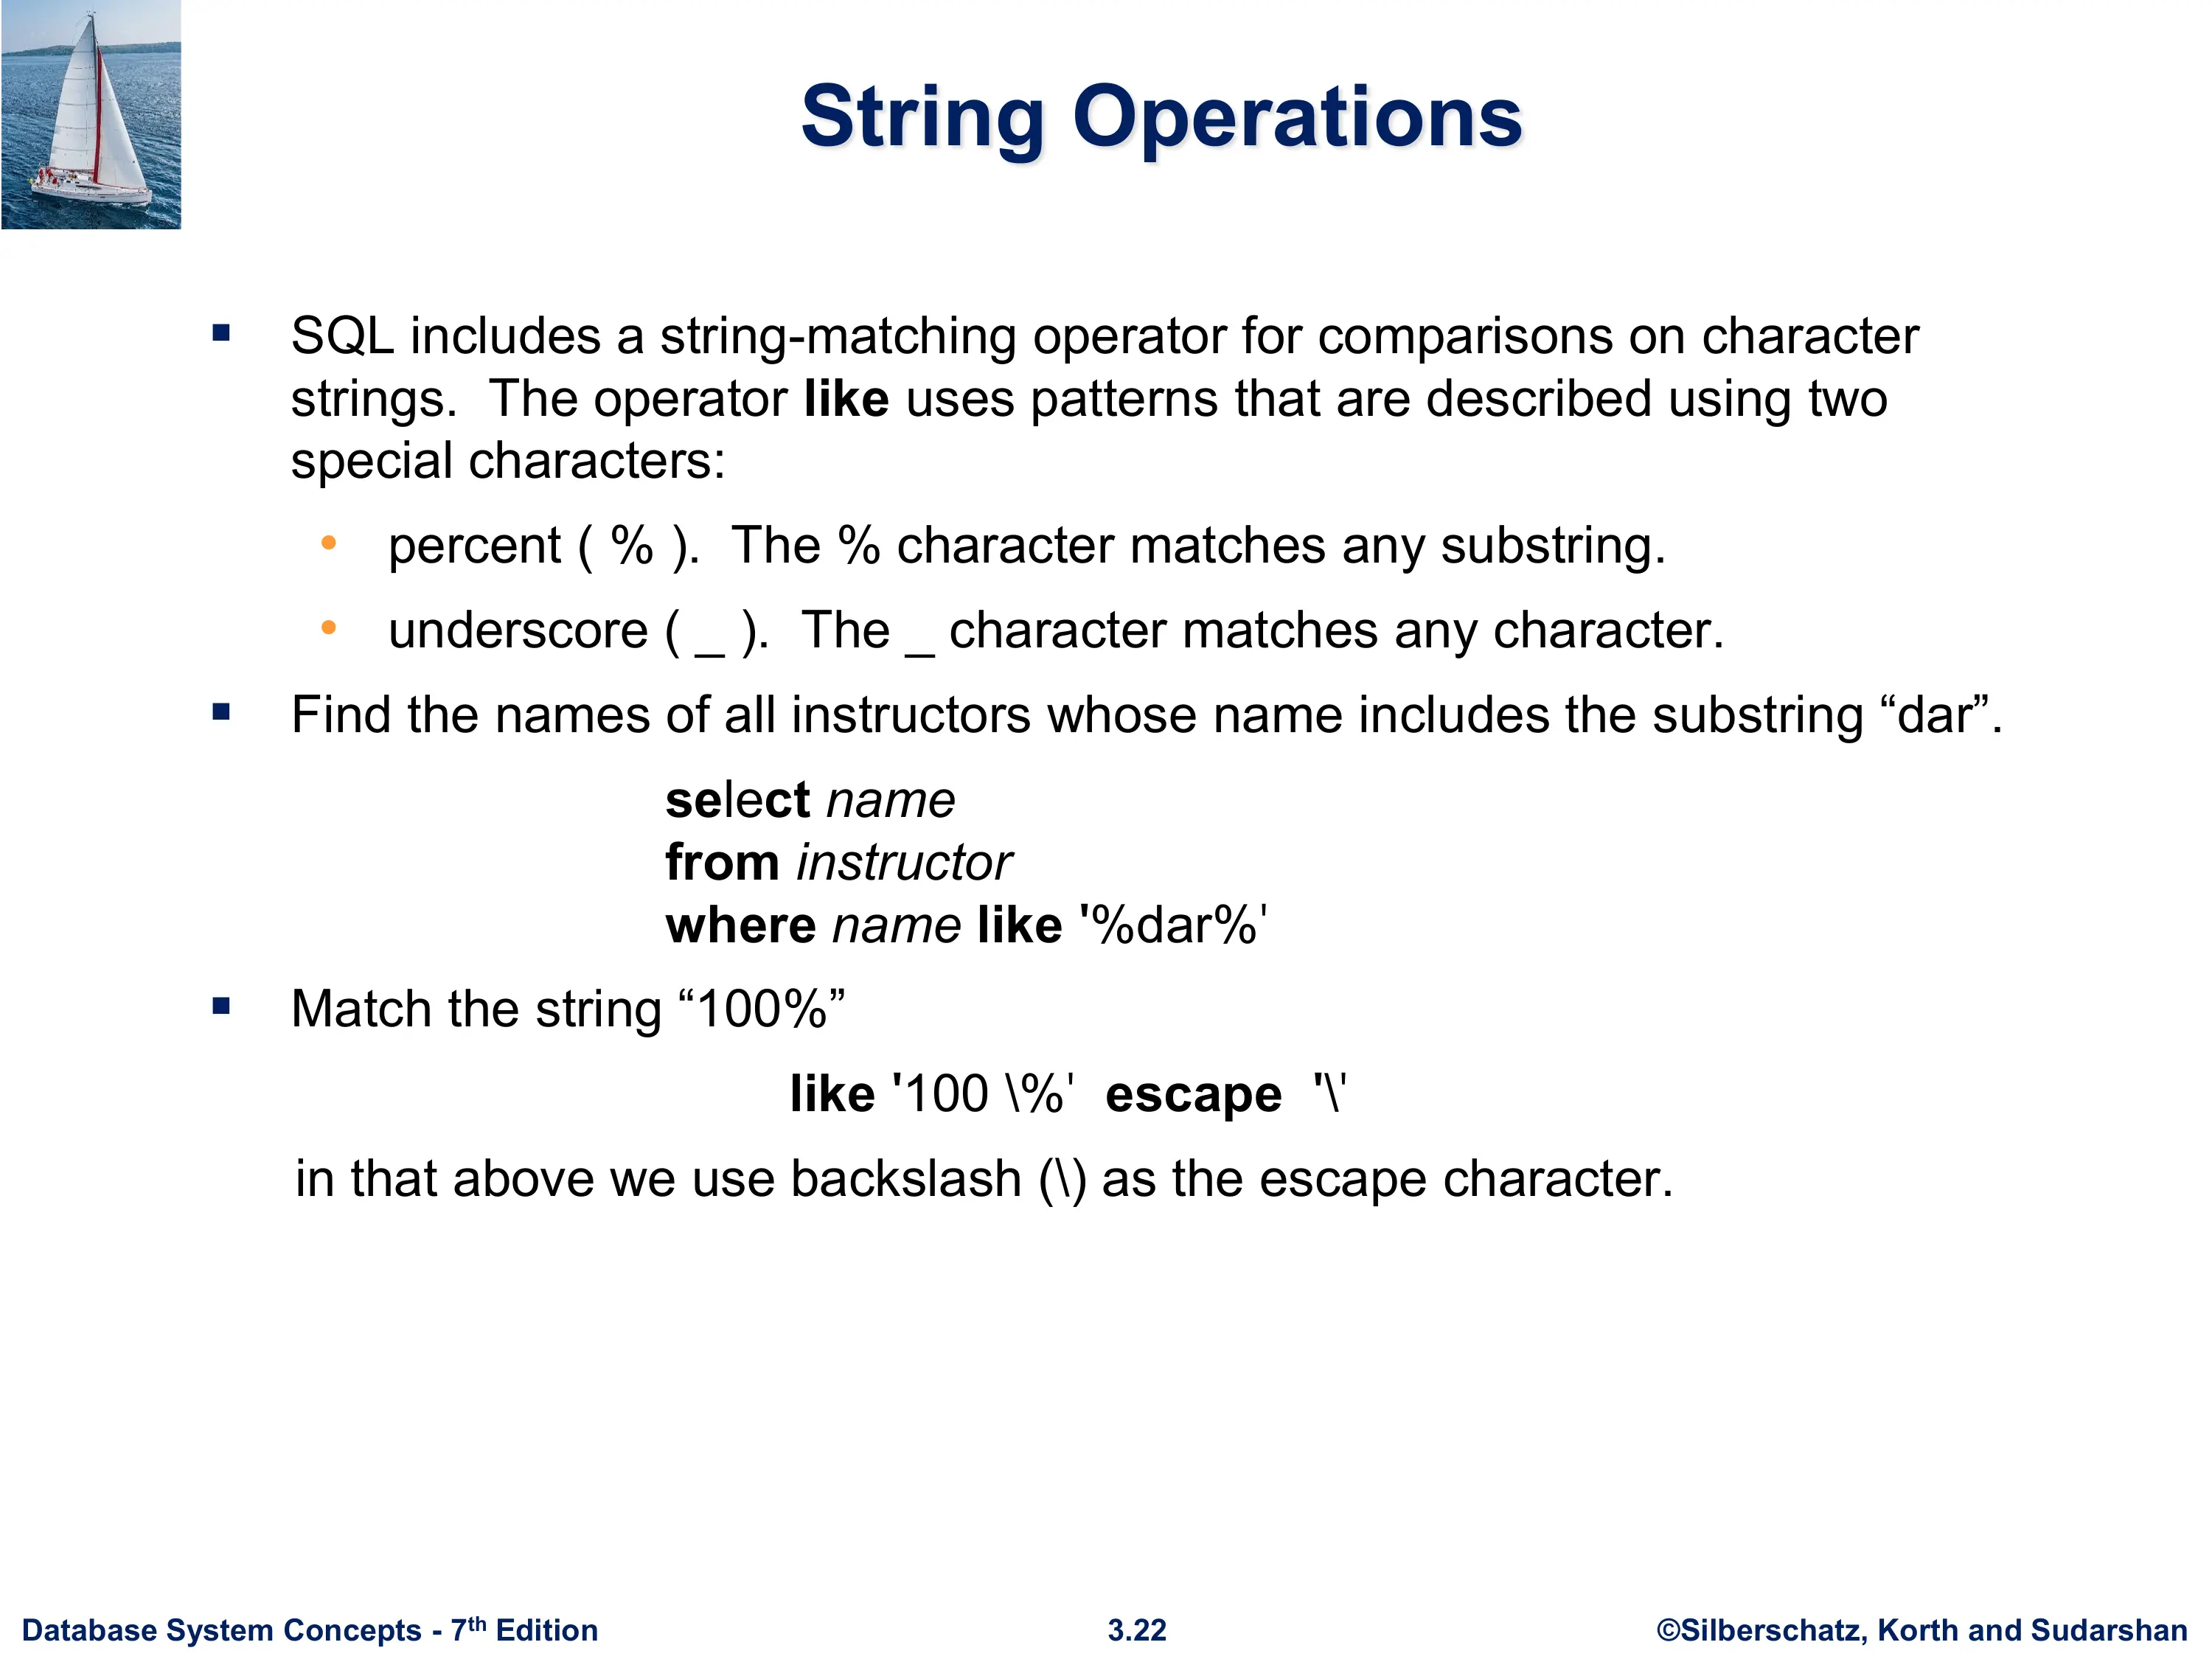 String Operations
▪ SQL includes a string-matching operator for comparisons on character
strings.  The operator like uses patterns that are described using two
special characters:
• percent ( % ).  The % character matches any substring.
• underscore ( _ ).  The _ character matches any character.
▪ Find the names of all instructors whose name includes the substring “dar”.
select name
from instructor
where name like '%dar%'
▪ Match the string “100%”
like '100 \%'  escape  '\'
in that above we use backslash (\) as the escape character.
Database System Concepts - 7th Edition
3.22
©Silberschatz, Korth and Sudarshan